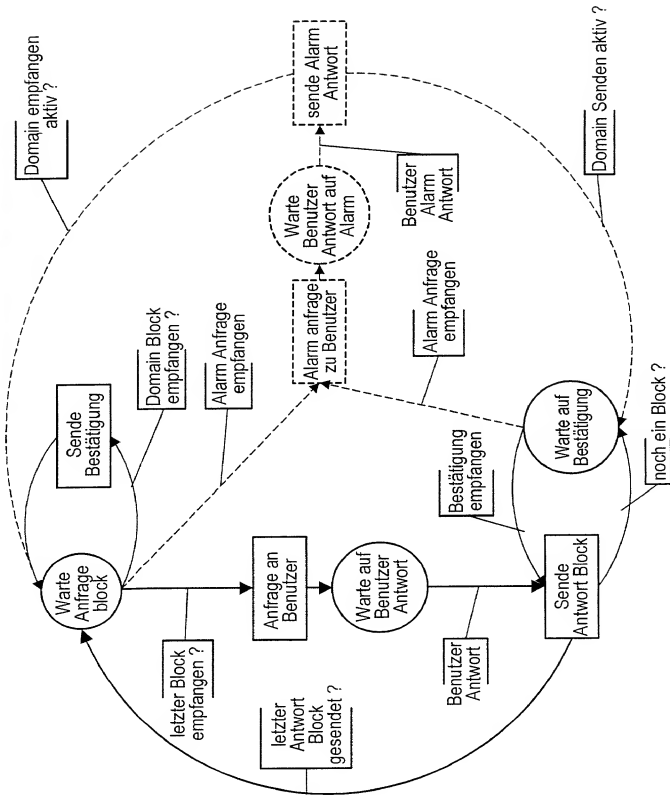 Domain empfangen
aktiv ?
sende Alarm
Antwort
Domain Senden aktiv ?
Benutzer
Alarm
Antwort
Warte
Benutzer
Antwort auf
Alarm
Alarm anfrage
zu Benutzer
Alarm Anfrage
empfangen
Domain Block
empfangen ?
Alarm Anfrage
empfangen
Sende
Bestätigung
Warte auf
Bestätigung
noch ein Block ?
Bestätigung
empfangen
Warte
Anfrage
block
Anfrage an
Benutzer
Warte auf
Benutzer
Antwort
Sende
Antwort Block
letzter Block
empfangen ?
Benutzer
Antwort
letzter
Antwort
Block
gesendet ?